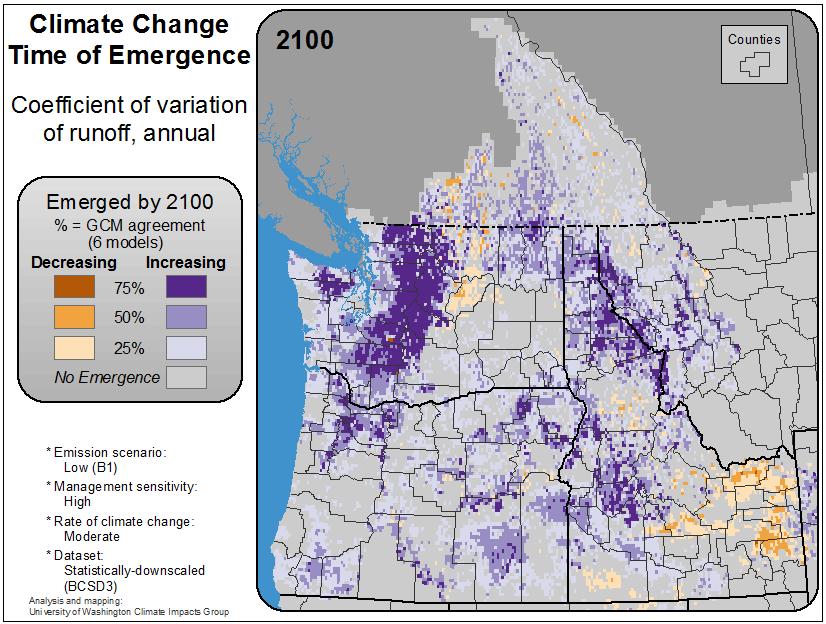 Climate Change
Time of Emergence
Coefficient of variation
of runoff, annual
Emerged by 2100
% = GCM agreement
(6 models)
Decreasing Increasing
75%
50%
25%
No Emergence
* Emission scenario:
Low (B1)
* Management sensitivity:
High
* Rate of climate change:
Moderate
* Dataset:
Statistically-downscaled
(BCSD3)
Analysis and mapping:
University of Washington Climate Impacts Group
2100
Counties